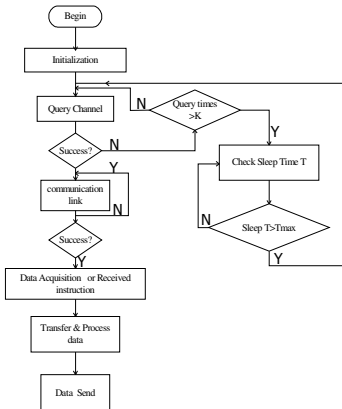 Begin
Initialization
Query Channel
N
Query times
>K
Success?
N
Y
Y
Check Sleep Time T
communication
link
N
N
Sleep T>Tmax
Success?
Y
Y
Data Acquisition or Received
instruction
Transfer & Process
data
Data Send